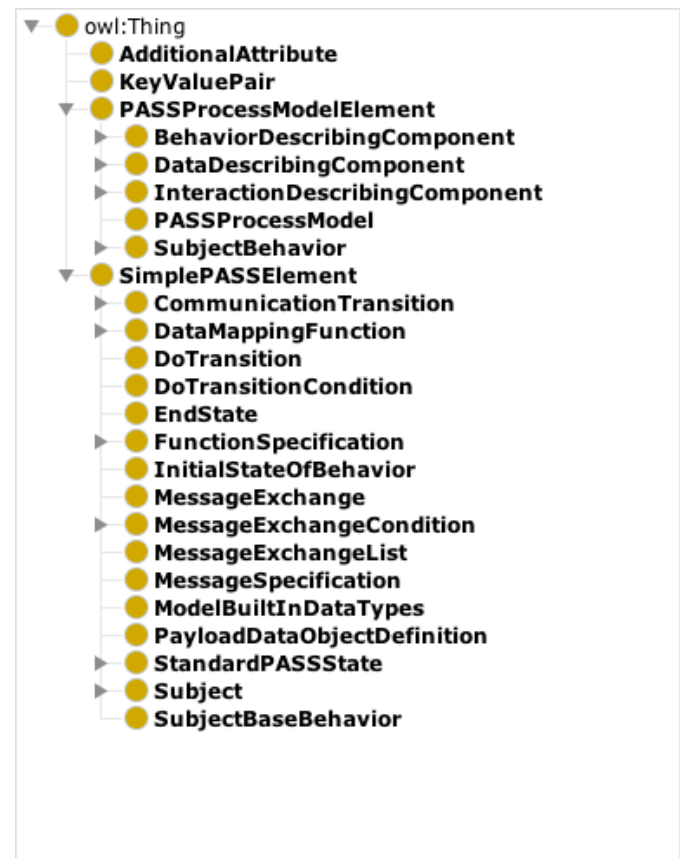 owl:Thing
AdditionalAttribute
KeyValuePair
PASSProcessModelElement
BehaviorDescribingComponent
DataDescribingComponent
InteractionDescribingComponent
PASSProcessModel
SubjectBehavior
SimplePASSElement
CommunicationTransition
DataMappingFunction
DoTransition
DoTransitionCondition
EndState
FunctionSpecification
InitialStateOfBehavior
MessageExchange
MessageExchangeCondition
MessageExchangeList
MessageSpecification
ModelBuiltInDataTypes
PayloadDataObjectDefinition
StandardPASSState
Subject
SubjectBaseBehavior